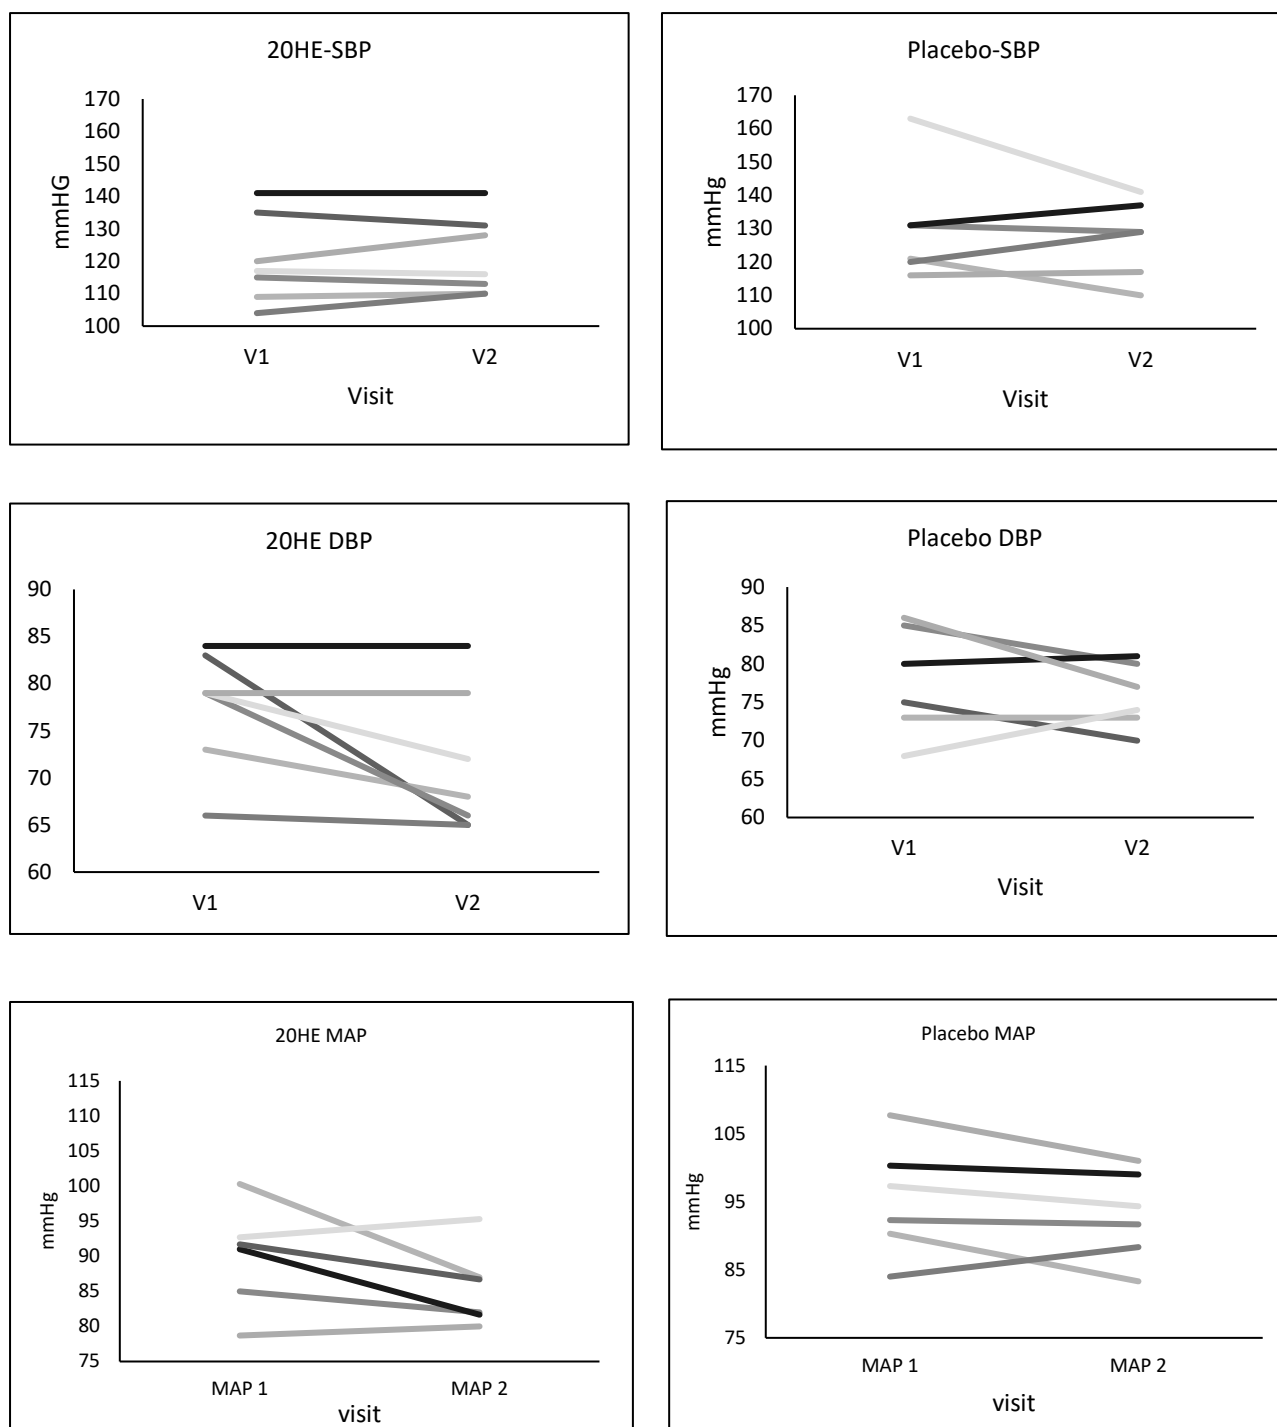 20HE-SBP
170
160
150
140
130
120
110
100
mmHG
V1 V2
Visit
Placebo-SBP
170
160
150
140
130
120
110
100
mmHg
V1 V2
Visit
20HE DBP
90
85
80
75
70
65
60
V1 V2
Placebo DBP
90
85
80
75
70
65
60
mmHg
V1 V2
Visit
20HE MAP
115
110
105
100
95
90
85
80
75
mmHg
MAP 1 MAP 2
visit
Placebo MAP
115
105
95
85
75
mmHg
MAP 1 MAP 2
visit